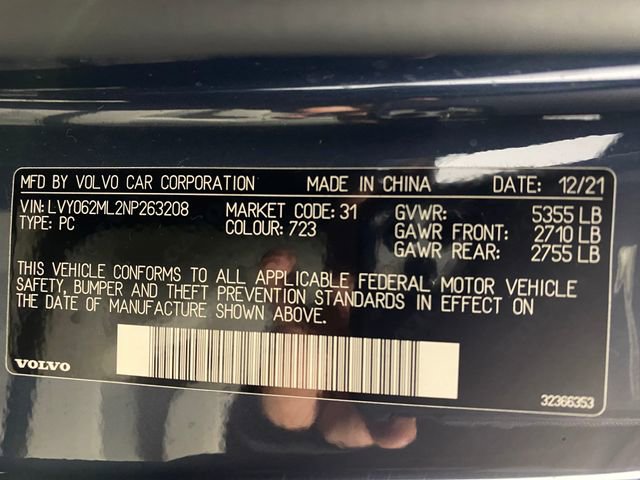 MFD BY VOLVO CAR CORPORATION MADE IN CHINA DATE: 12/21
VIN: LVY062ML2NP263208 MARKET CODE: 31 GVWR: 5355 LB
TYPE: PC COLOUR: 723 GAWR FRONT: 2710 LB
GAWR REAR: 2755 LB
THIS VEHICLE CONFORMS TO ALL APPLICABLE FEDERAL MOTOR VEHICLE
SAFETY, BUMPER AND THEFT PREVENTION STANDARDS IN EFFECT ON
THE DATE OF MANUFACTURE SHOWN ABOVE.
VOLVO
32366353